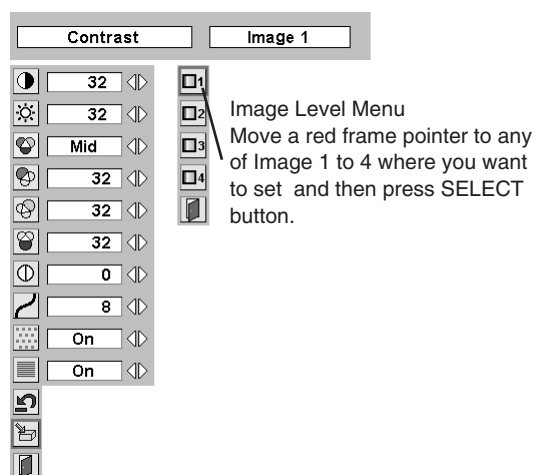 Contrast Image 1
32
32
Mid
32
32
32
0
8
On
On
1
2
3
4
Image Level Menu
Move a red frame pointer to any
of Image 1 to 4 where you want
to set and then press SELECT
button.